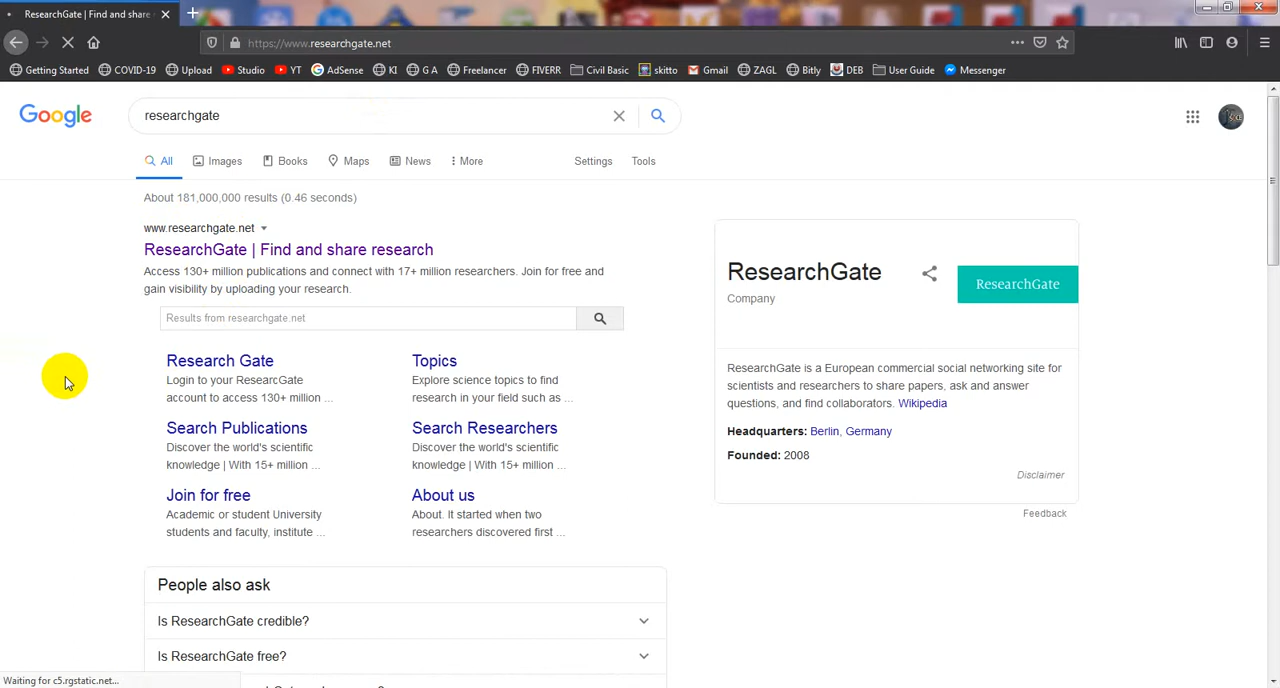 ResearchGate | Find and share
https://www.researchgate.net
Getting Started COVID-19 Upload Studio YT AdSense KI G A Freelancer FIVERR Civil Basic skitto Gmail ZAGL Bitly DEB User Guide Messenger
Google
researchgate
All Images Books Maps News More Settings Tools
About 181,000,000 results (0.46 seconds)
www.researchgate.net
ResearchGate | Find and share research
Access 130+ million publications and connect with 17+ million researchers. Join for free and
gain visibility by uploading your research.
Results from researchgate.net
Research Gate
Login to your ResearcGate
account to access 130+ million ...
Topics
Explore science topics to find
research in your field such as ...
Search Publications
Discover the world's scientific
knowledge | With 15+ million ...
Search Researchers
Discover the world's scientific
knowledge | With 15+ million ...
Join for free
Academic or student University
students and faculty, institute ...
About us
About. It started when two
researchers discovered first ...
People also ask
Is ResearchGate credible?
Is ResearchGate free?
ResearchGate
Company
ResearchGate
ResearchGate is a European commercial social networking site for
scientists and researchers to share papers, ask and answer
questions, and find collaborators. Wikipedia
Headquarters: Berlin, Germany
Founded: 2008
Disclaimer
Feedback
Waiting for c5.rgstatic.net...